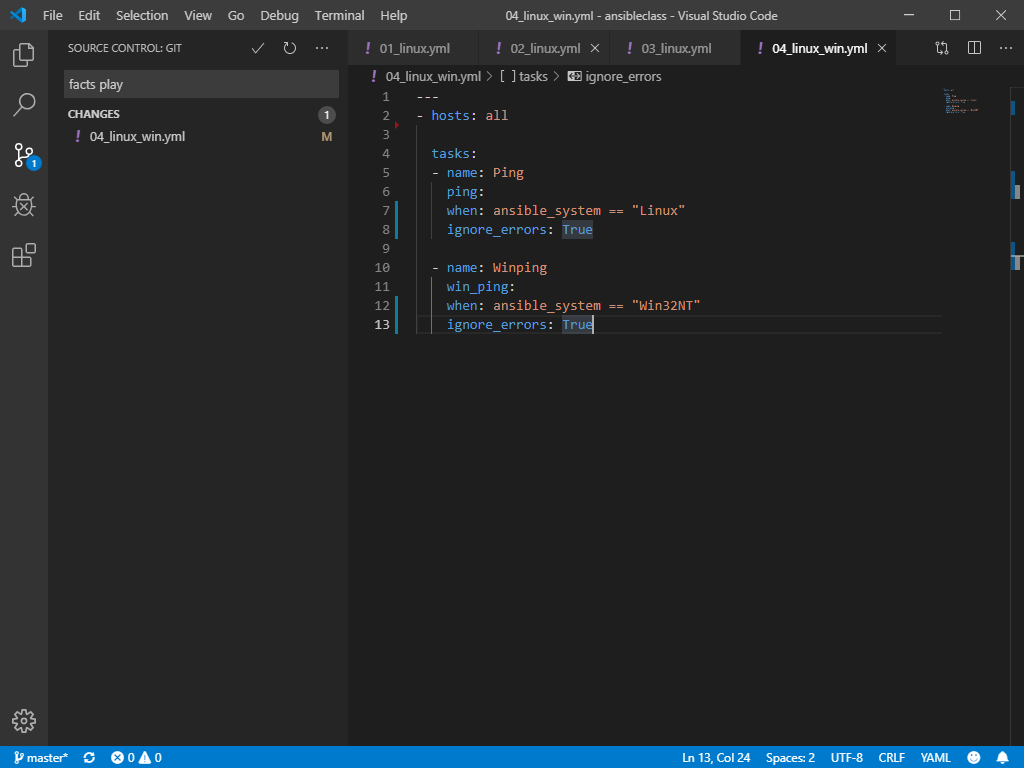 File Edit Selection View Go Debug Terminal Help 04_linux_win.yml - ansibleclass - Visual Studio Code
SOURCE CONTROL: GIT
facts play
CHANGES 1
! 04_linux_win.yml M
1
! 01_linux.yml ! 02_linux.yml ! 03_linux.yml ! 04_linux_win.yml
! 04_linux_win.yml > [ ] tasks > ignore_errors
1 ---
2 - hosts: all
3
4 tasks:
5 - name: Ping
6 ping:
7 when: ansible_system == "Linux"
8 ignore_errors: True
9
10 - name: Winping
11 win_ping:
12 when: ansible_system == "Win32NT"
13 ignore_errors: True
master* 0 0 Ln 13, Col 24 Spaces: 2 UTF-8 CRLF YAML